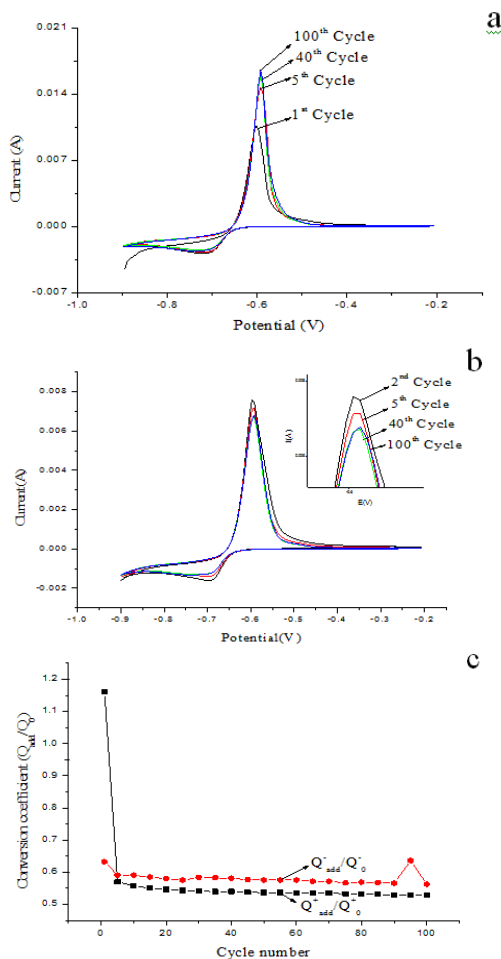 a
0.021
0.014
0.007
0.000
-0.007
Current (A)
100th Cycle
40th Cycle
5th Cycle
1st Cycle
-1.0 -0.8 -0.6 -0.4 -0.2
Potential (V)
b
0.008
0.006
0.004
0.002
0.000
-0.002
Current(A)
2nd Cycle
5th Cycle
40th Cycle
100th Cycle
I(A)
E(V)
-0.9 -0.8 -0.7 -0.6 -0.5 -0.4 -0.3 -0.2
Potential(V)
c
1.2
1.1
1.0
0.9
0.8
0.7
0.6
0.5
Conversion coefficient (Qadd/Q0)
Q-add/Q-0
Q+add/Q+0
0 20 40 60 80 100
Cycle number